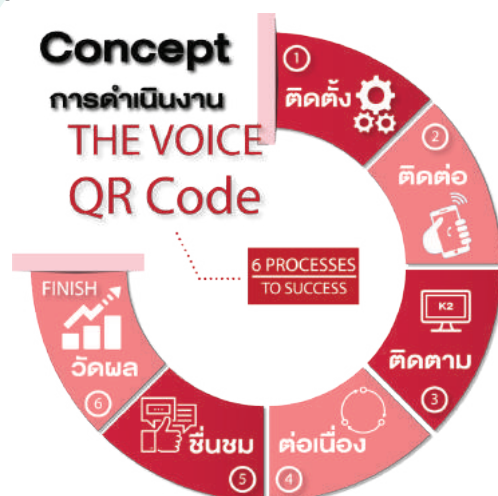 Concept
การดำเนินงาน
THE VOICE
QR Code
6 PROCESSES
TO SUCCESS
1
ติดตั้ง
2
ติดต่อ
K2
ติดตาม
3
ต่อเนื่อง
4
ชื่นชม
5
FINISH
วัดผล
6